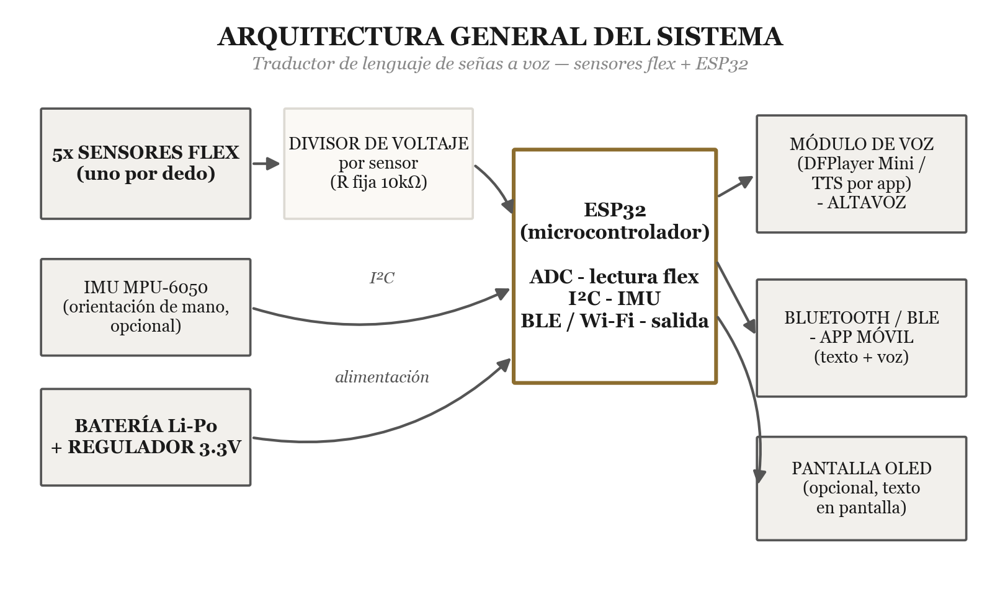 ARQUITECTURA GENERAL DEL SISTEMA
Traductor de lenguaje de señas a voz — sensores flex + ESP32
5x SENSORES FLEX
(uno por dedo)
DIVISOR DE VOLTAJE
por sensor
(R fija 10kΩ)
IMU MPU-6050
(orientación de mano,
opcional)
I²C
BATERÍA Li-Po
+ REGULADOR 3.3V
alimentación
ESP32
(microcontrolador)
ADC - lectura flex
I²C - IMU
BLE / Wi-Fi - salida
MÓDULO DE VOZ
(DFPlayer Mini /
TTS por app)
- ALTAVOZ
BLUETOOTH / BLE
- APP MÓVIL
(texto + voz)
PANTALLA OLED
(opcional, texto
en pantalla)